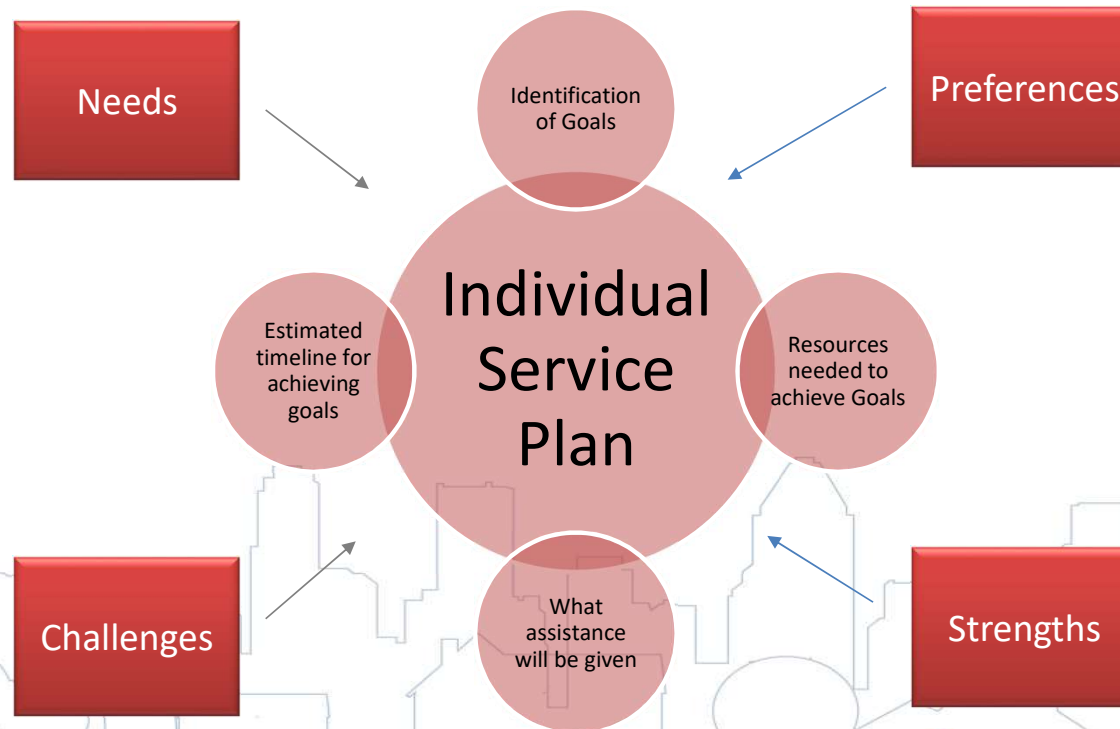 Needs
Identification
of Goals
Preferences
Individual
Service
Plan
Estimated
timeline for
achieving
goals
Resources
needed to
achieve Goals
Challenges
What
assistance
will be given
Strengths